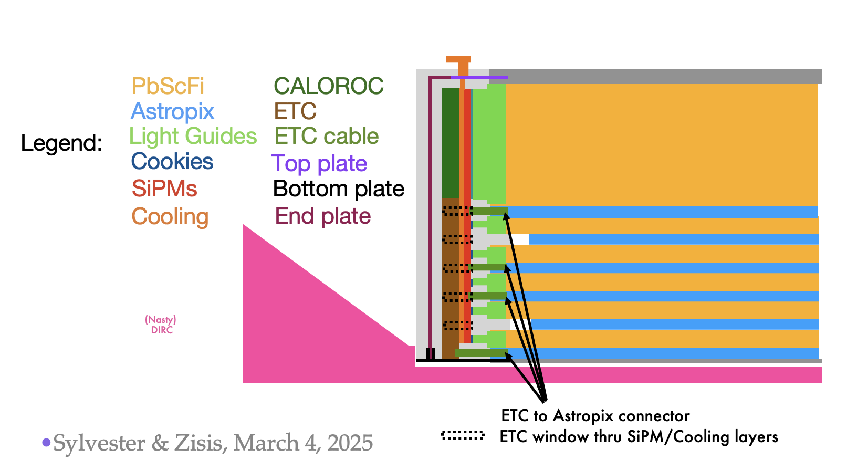 PbScFi
CALOROC
Astropix
ETC
Legend:
Light Guides
ETC cable
Cookies
Top plate
SiPMs
Bottom plate
Cooling
End plate
(Nasty)
DIRC
ETC to Astropix connector
ETC window thru SiPM/Cooling layers
•Sylvester & Zisis, March 4, 2025